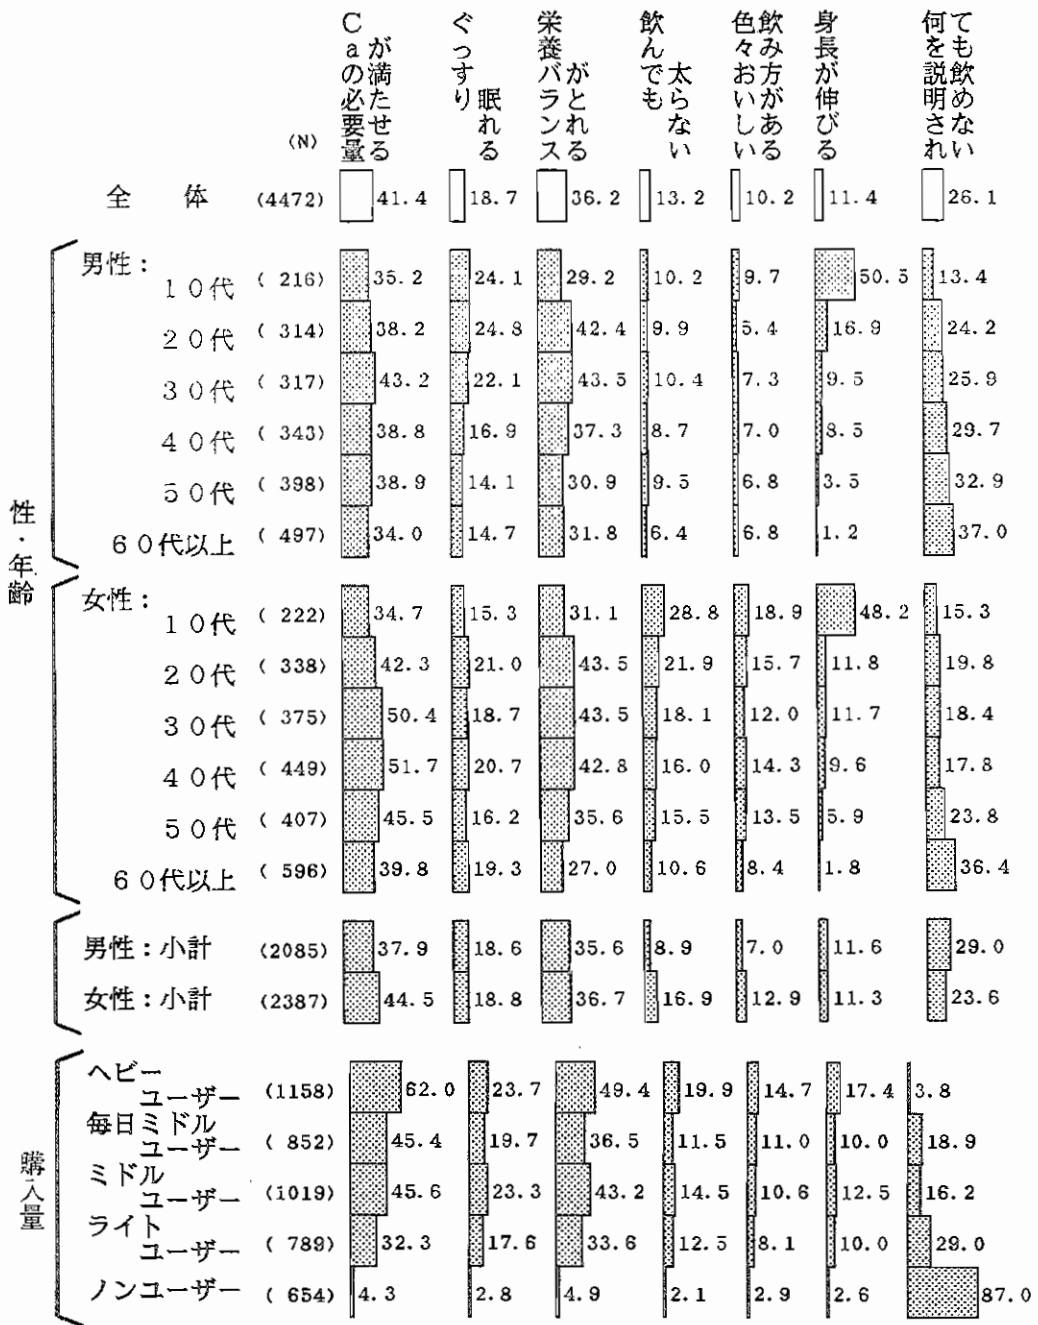 (N) Caの必要量が満たせる ぐっすり眠れる 栄養バランスがとれる 飲んでも太らない 色々おいしい飲み方がある 身長が伸びる 何を説明されても飲めない
全 体 (4472) 41.4 18.7 36.2 13.2 10.2 11.4 26.1
性・年齢
男性:
10代 ( 216) 35.2 24.1 29.2 10.2 9.7 50.5 13.4
20代 ( 314) 38.2 24.8 42.4 9.9 5.4 16.9 24.2
30代 ( 317) 43.2 22.1 43.5 10.4 7.3 9.5 25.9
40代 ( 343) 38.8 16.9 37.3 8.7 7.0 8.5 29.7
50代 ( 398) 38.9 14.1 30.9 9.5 6.8 3.5 32.9
60代以上 ( 497) 34.0 14.7 31.8 6.4 6.8 1.2 37.0
女性:
10代 ( 222) 34.7 15.3 31.1 28.8 18.9 48.2 15.3
20代 ( 338) 42.3 21.0 43.5 21.9 15.7 11.8 19.8
30代 ( 375) 50.4 18.7 43.5 18.1 12.0 11.7 18.4
40代 ( 449) 51.7 20.7 42.8 16.0 14.3 9.6 17.8
50代 ( 407) 45.5 16.2 35.6 15.5 13.5 5.9 23.8
60代以上 ( 596) 39.8 19.3 27.0 10.6 8.4 1.8 36.4
男性:小計 (2085) 37.9 18.6 35.6 8.9 7.0 11.6 29.0
女性:小計 (2387) 44.5 18.8 36.7 16.9 12.9 11.3 23.6
購入量
ヘビー
ユーザー (1158) 62.0 23.7 49.4 19.9 14.7 17.4 3.8
毎日ミドル
ユーザー ( 852) 45.4 19.7 36.5 11.5 11.0 10.0 18.9
ミドル
ユーザー (1019) 45.6 23.3 43.2 14.5 10.6 12.5 16.2
ライト
ユーザー ( 789) 32.3 17.6 33.6 12.5 8.1 10.0 29.0
ノンユーザー ( 654) 4.3 2.8 4.9 2.1 2.9 2.6 87.0